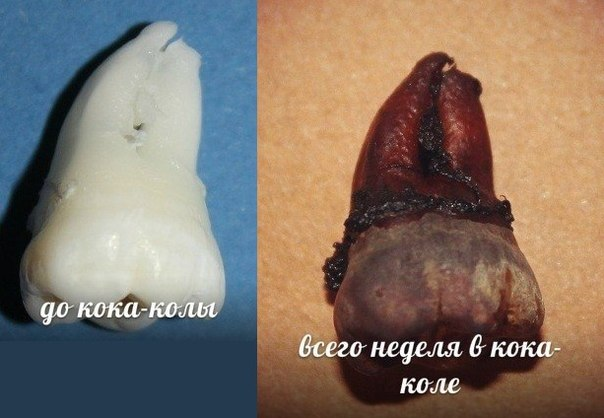 до кока-колы
всего неделя в кока-
коле